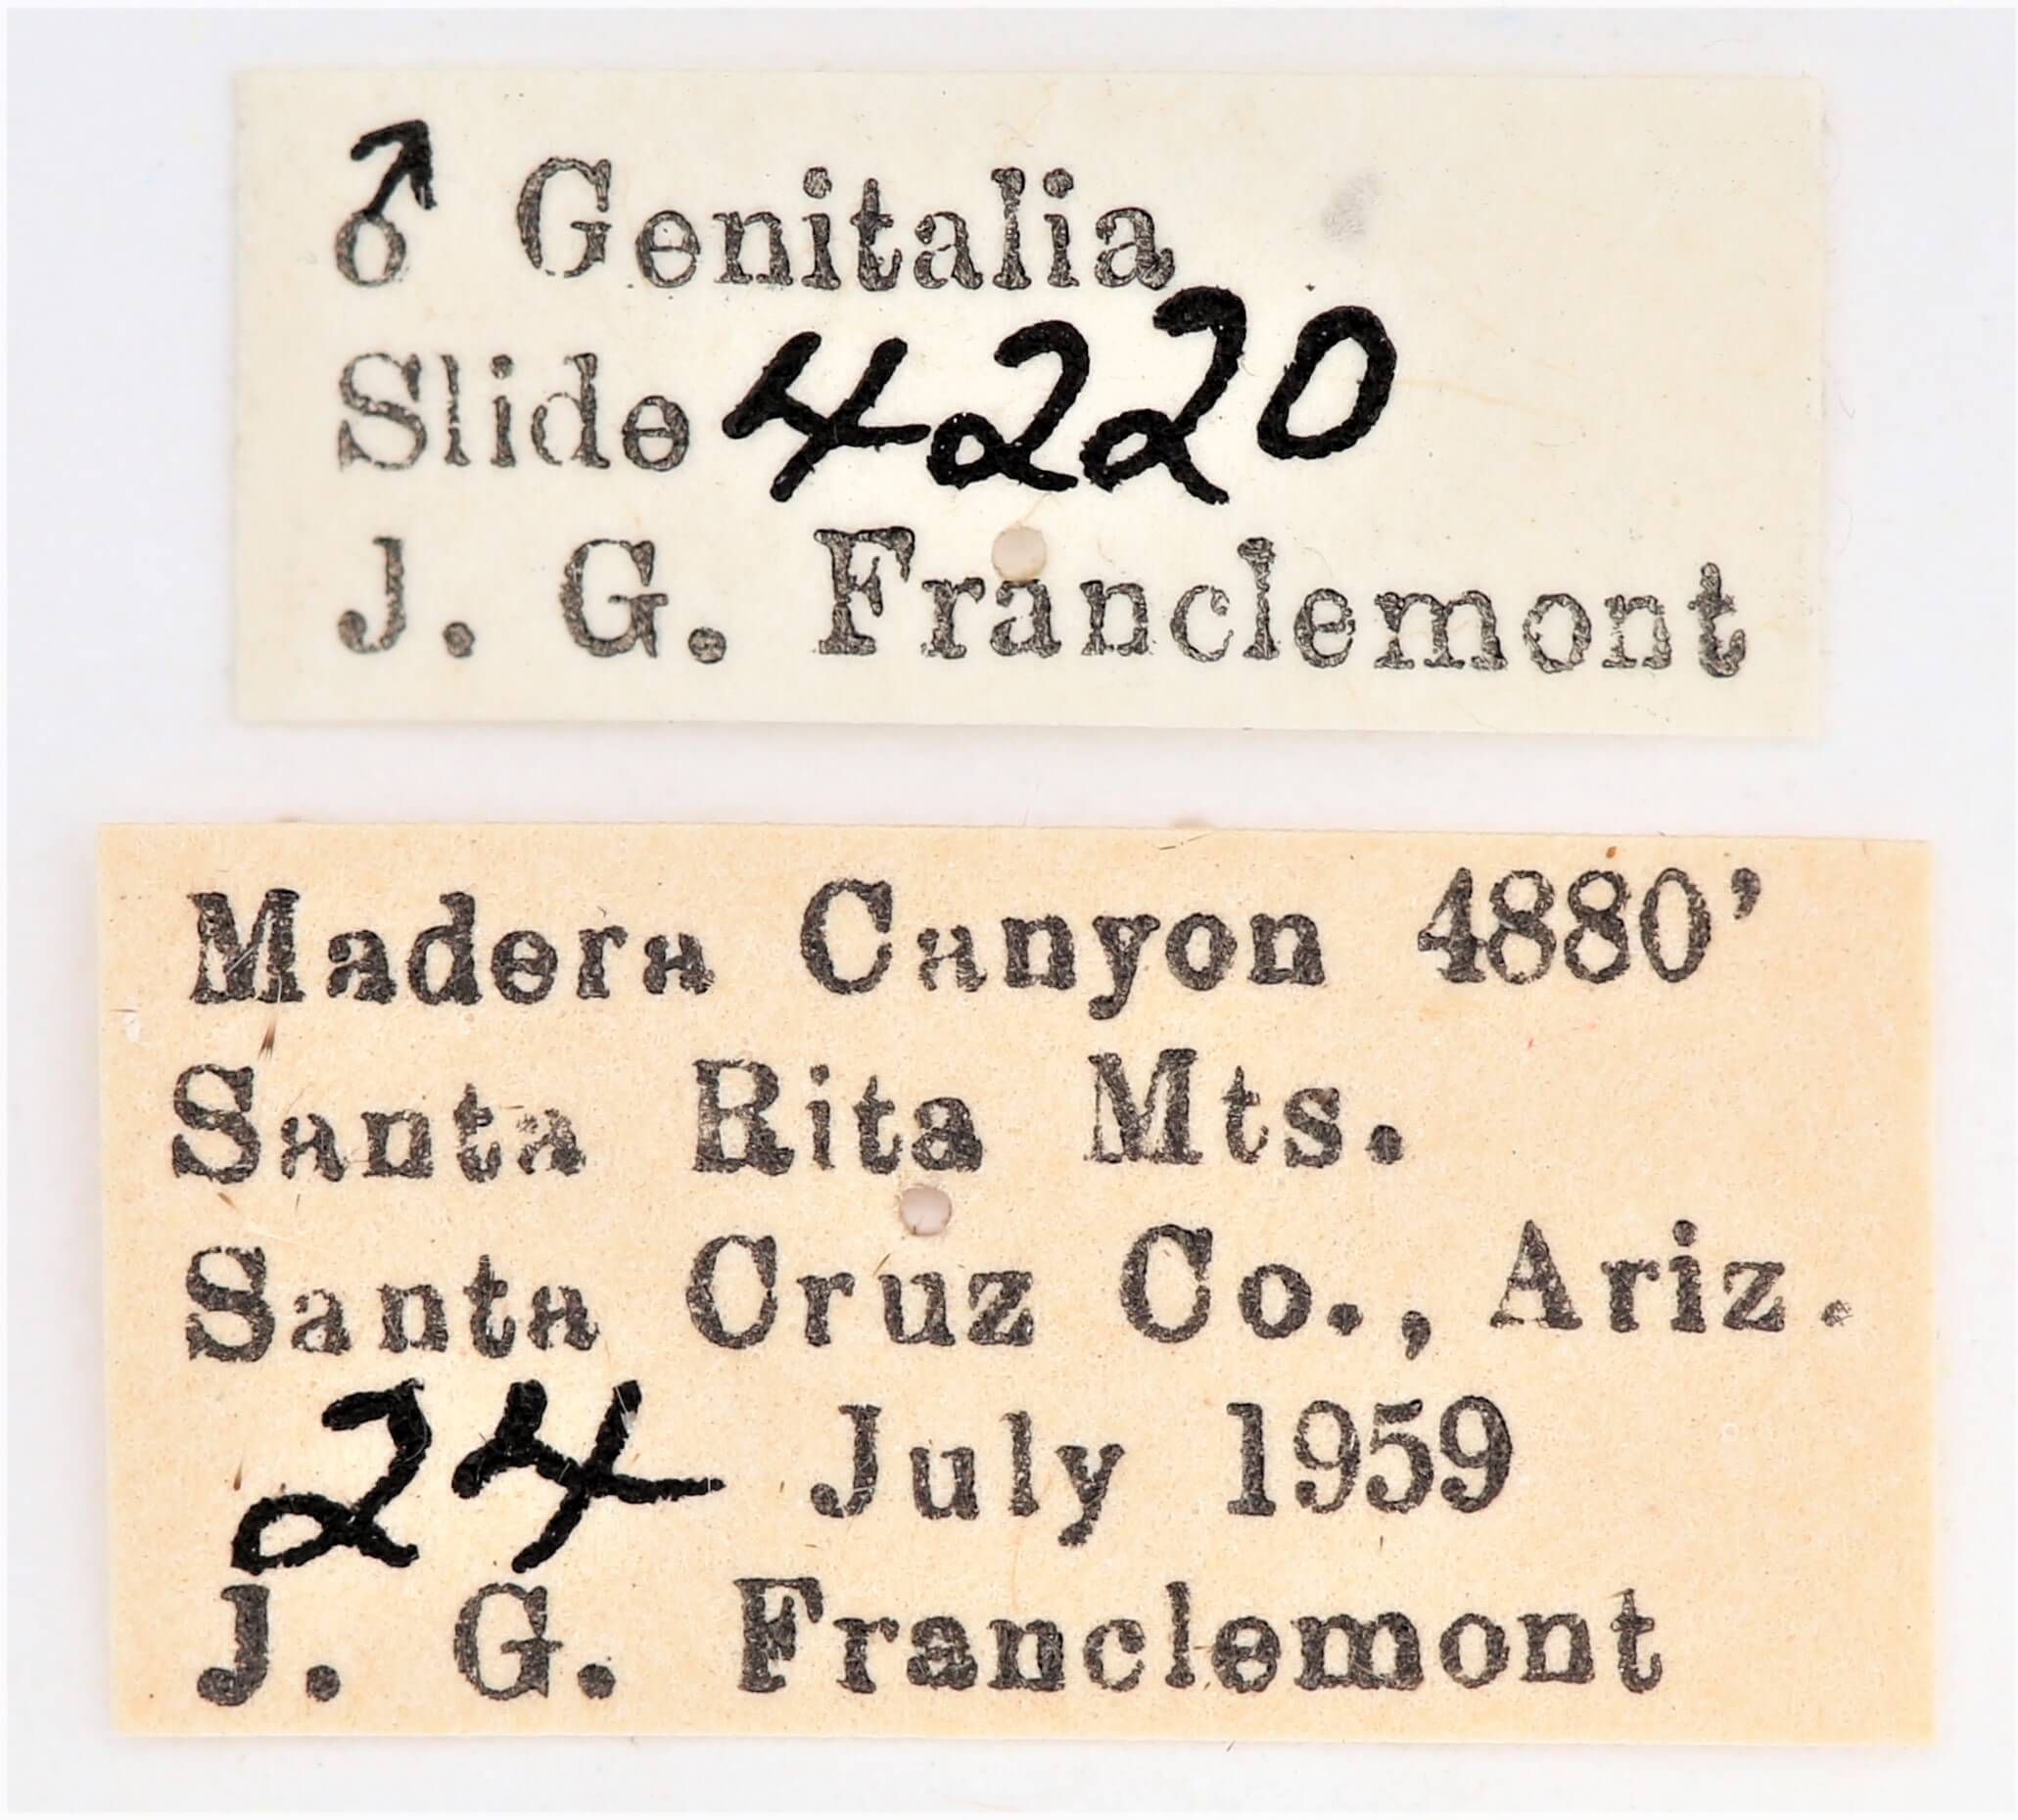 ♂ Genitalia
Slide 4220
J. G. Franclemont
Madera Canyon 4880'
Santa Rita Mts.
Santa Cruz Co., Ariz.
24 July 1959
J. G. Franclemont